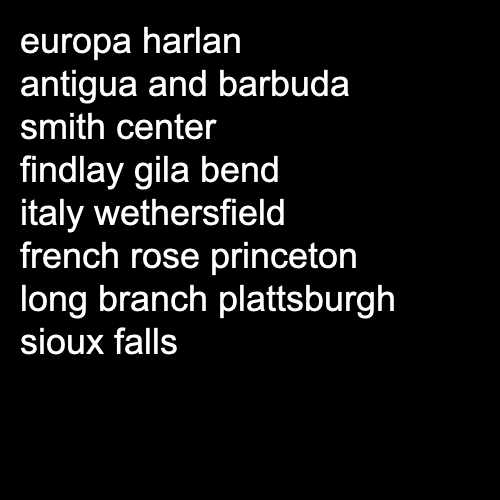 europa harlan
antigua and barbuda
smith center
findlay gila bend
italy wethersfield
french rose princeton
long branch plattsburgh
sioux falls